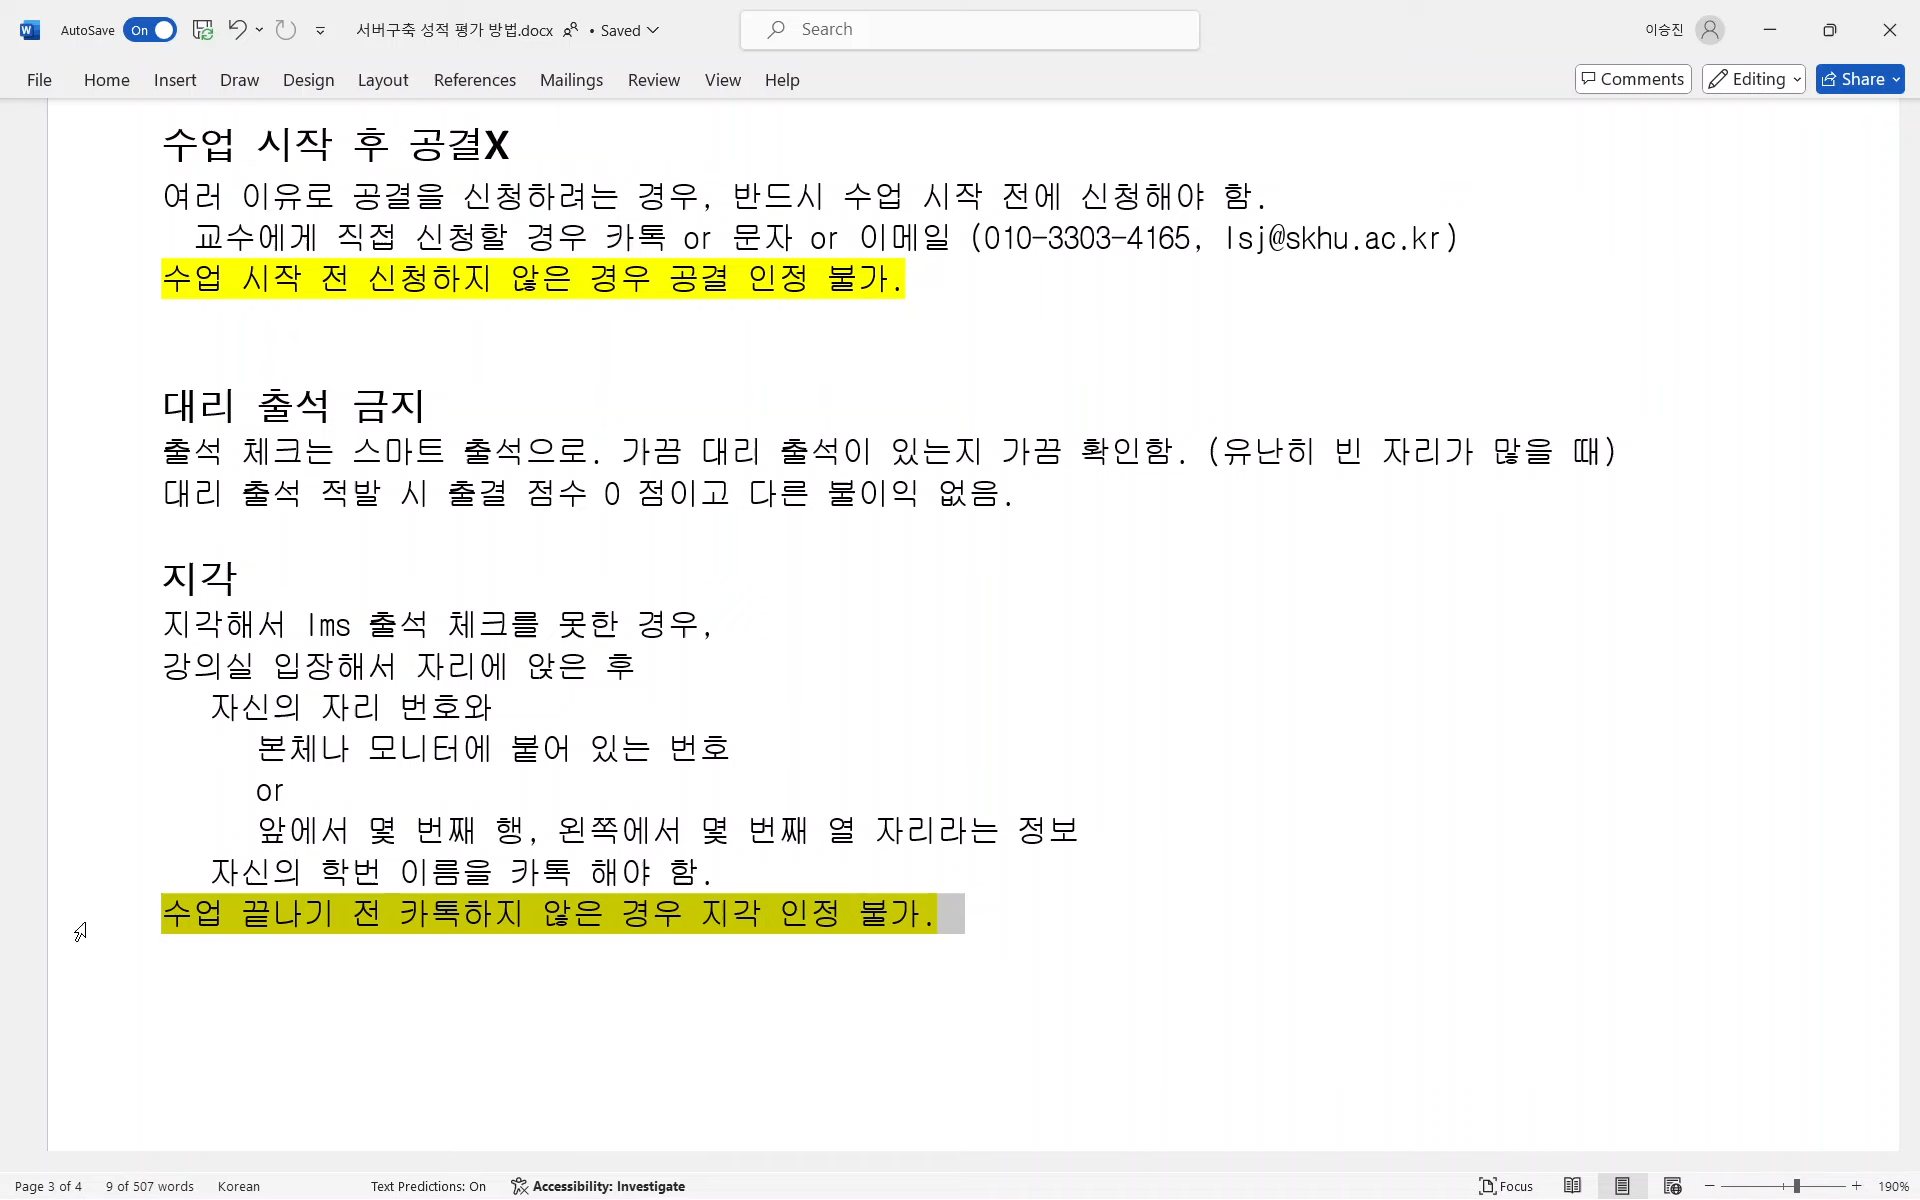 AutoSave On 서버구축 성적 평가 방법.docx • Saved Search 이승진
File Home Insert Draw Design Layout References Mailings Review View Help Comments Editing Share
수업 시작 후 공결X
여러 이유로 공결을 신청하려는 경우, 반드시 수업 시작 전에 신청해야 함.
교수에게 직접 신청할 경우 카톡 or 문자 or 이메일 (010-3303-4165, lsj@skhu.ac.kr)
수업 시작 전 신청하지 않은 경우 공결 인정 불가.
대리 출석 금지
출석 체크는 스마트 출석으로. 가끔 대리 출석이 있는지 가끔 확인함. (유난히 빈 자리가 많을 때)
대리 출석 적발 시 출결 점수 0 점이고 다른 불이익 없음.
지각
지각해서 lms 출석 체크를 못한 경우,
강의실 입장해서 자리에 앉은 후
자신의 자리 번호와
본체나 모니터에 붙어 있는 번호
or
앞에서 몇 번째 행, 왼쪽에서 몇 번째 열 자리라는 정보
자신의 학번 이름을 카톡 해야 함.
수업 끝나기 전 카톡하지 않은 경우 지각 인정 불가.
Page 3 of 4 9 of 507 words Korean Text Predictions: On Accessibility: Investigate Focus 190%